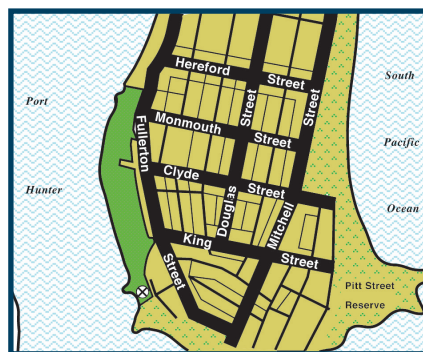 Port
Hunter
South
Pacific
Ocean
Hereford Street
Monmouth Street
Clyde Street
King Street
Fullerton Street
Douglas Street
Mitchell Street
Pitt Street
Reserve